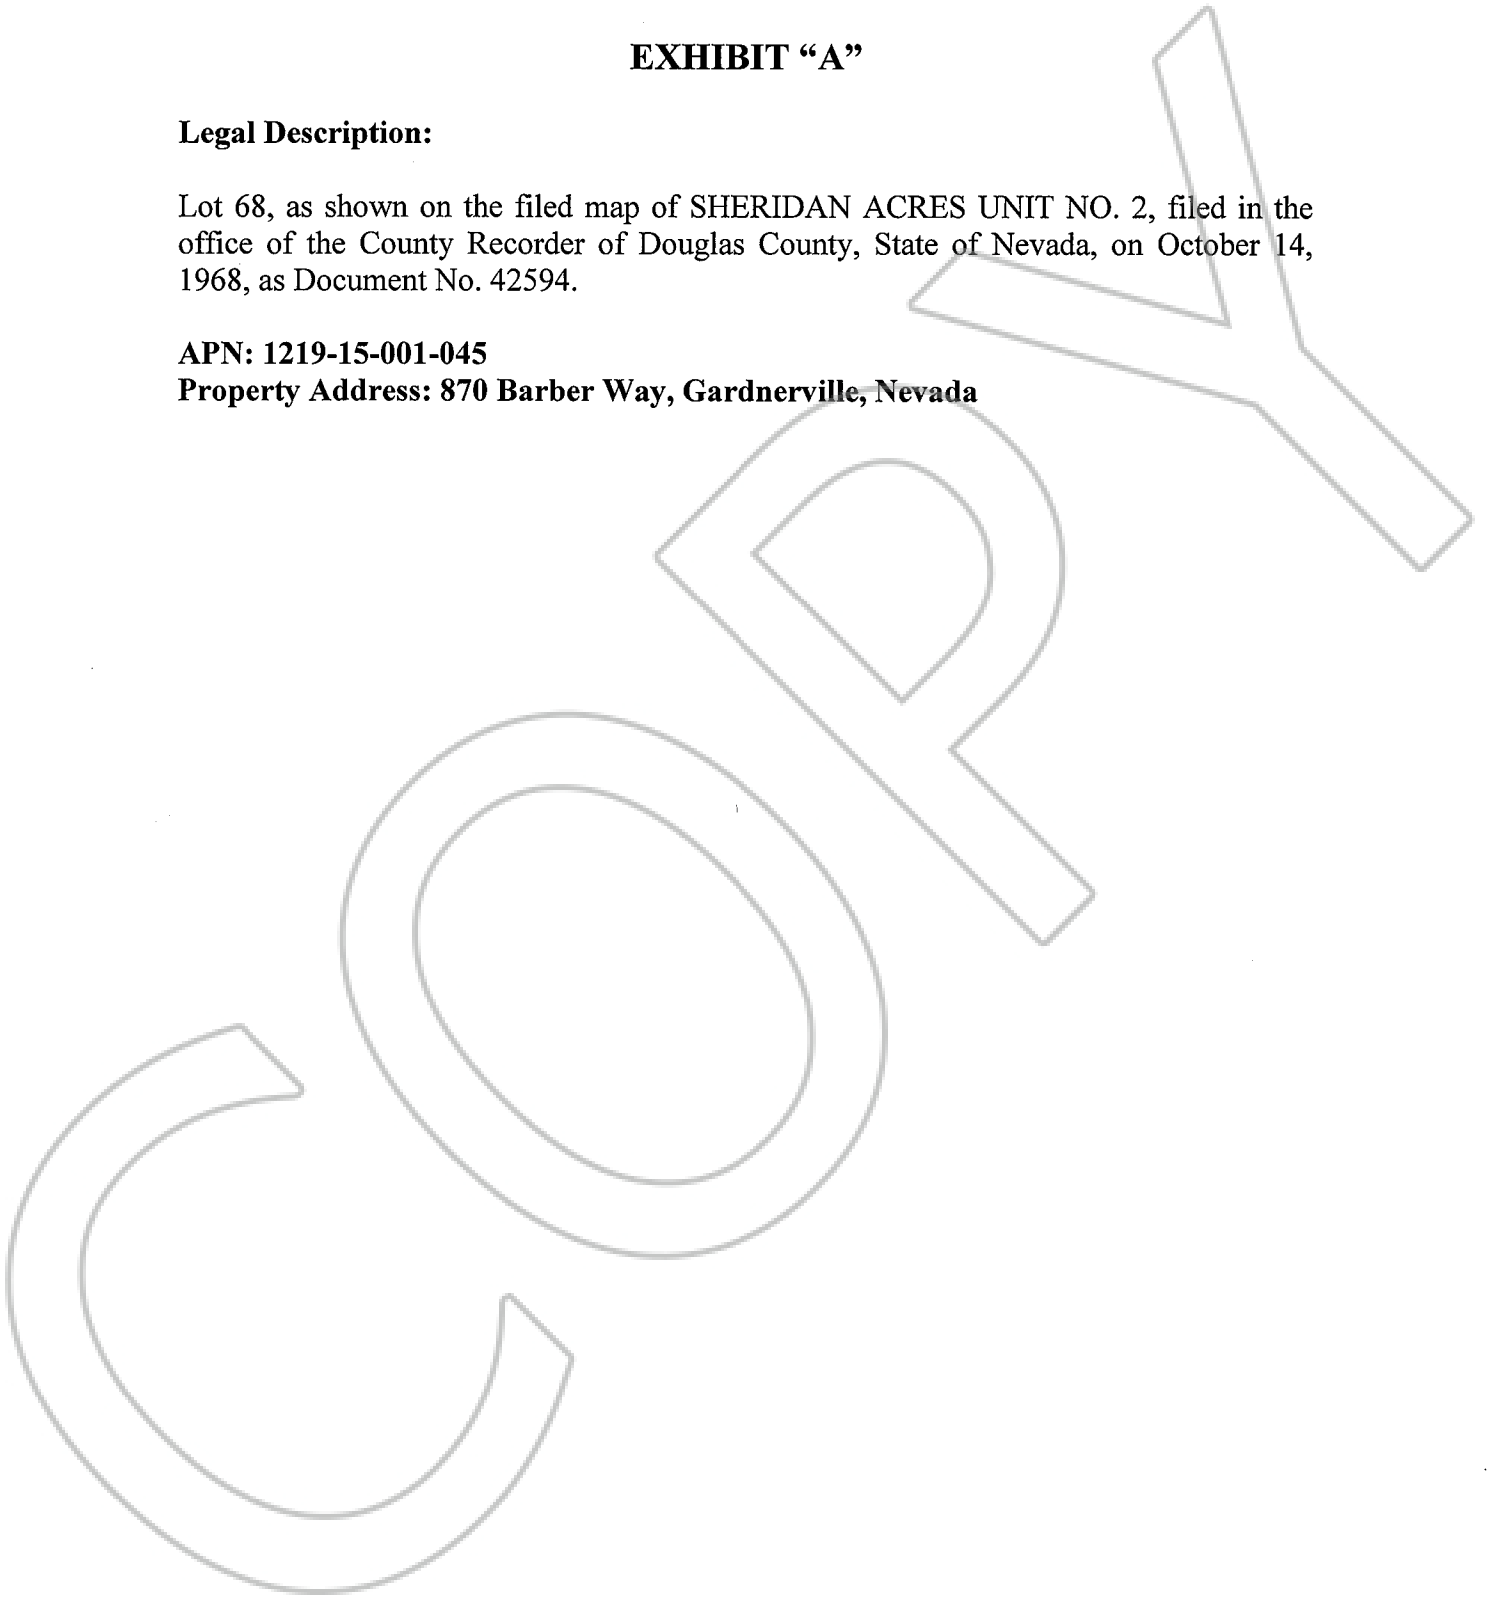 EXHIBIT “A”
Legal Description:
Lot 68, as shown on the filed map of SHERIDAN ACRES UNIT NO. 2, filed in the
office of the County Recorder of Douglas County, State of Nevada, on October 14,
1968, as Document No. 42594.
APN: 1219-15-001-045
Property Address: 870 Barber Way, Gardnerville, Nevada
COPY